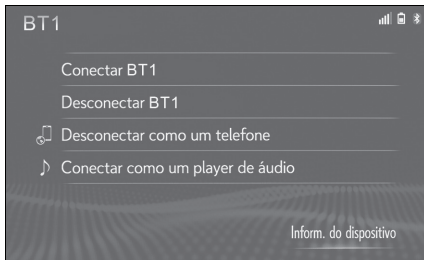 BT1
Conectar BT1
Desconectar BT1
Desconectar como um telefone
Conectar como um player de áudio
Inform. do dispositivo